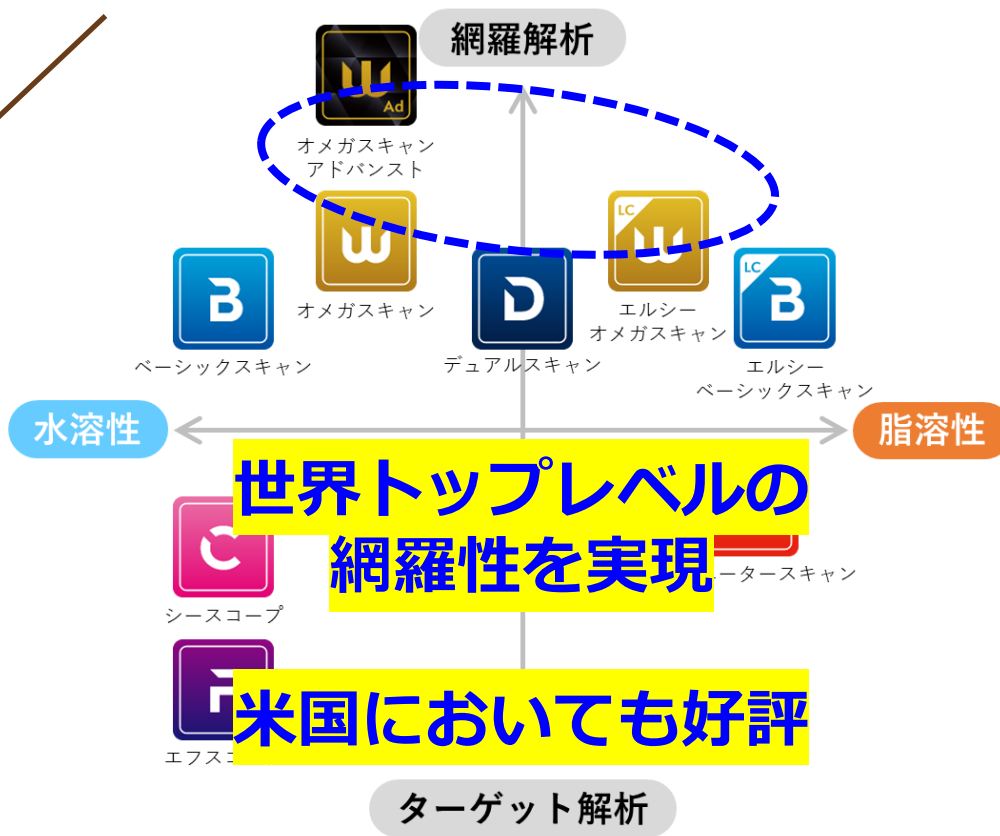 網羅解析
Ad
オメガスキャン
アドバンスト
LC
オメガスキャン
エルシー
オメガスキャン
B
D
LC
B
ベーシックスキャン
デュアルスキャン
エルシー
ベーシックスキャン
水溶性
脂溶性
世界トップレベルの
網羅性を実現
C
タースキャン
シースコープ
米国においても好評
エフス
ターゲット解析